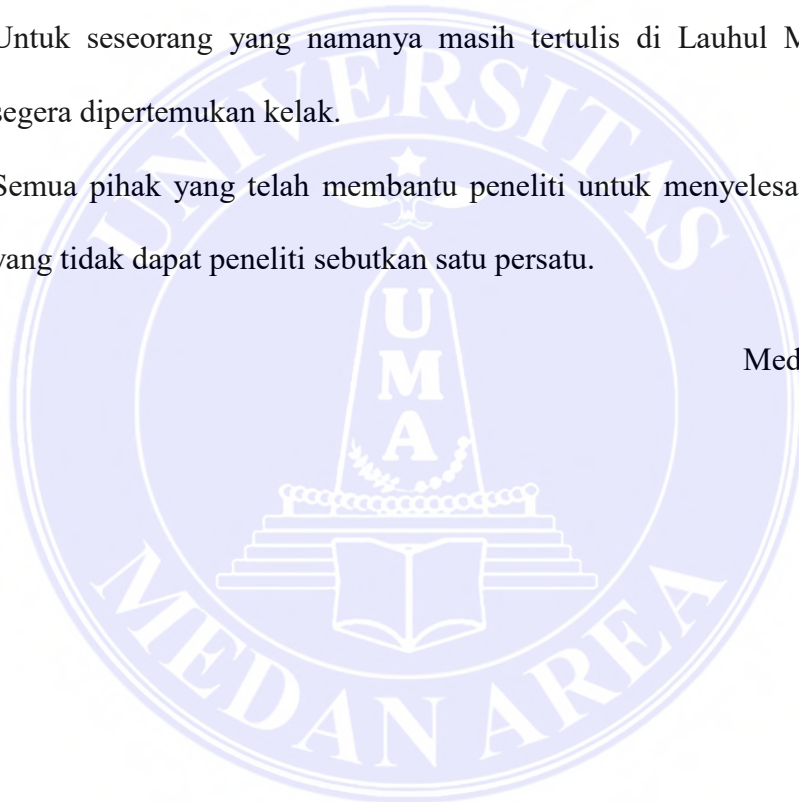 Untuk seseorang yang namanya masih tertulis di Lauhul M
segera dipertemukan kelak.
Semua pihak yang telah membantu peneliti untuk menyelesa
yang tidak dapat peneliti sebutkan satu persatu.
Med
UNIVERSITAS
UMA
MEDAN AREA